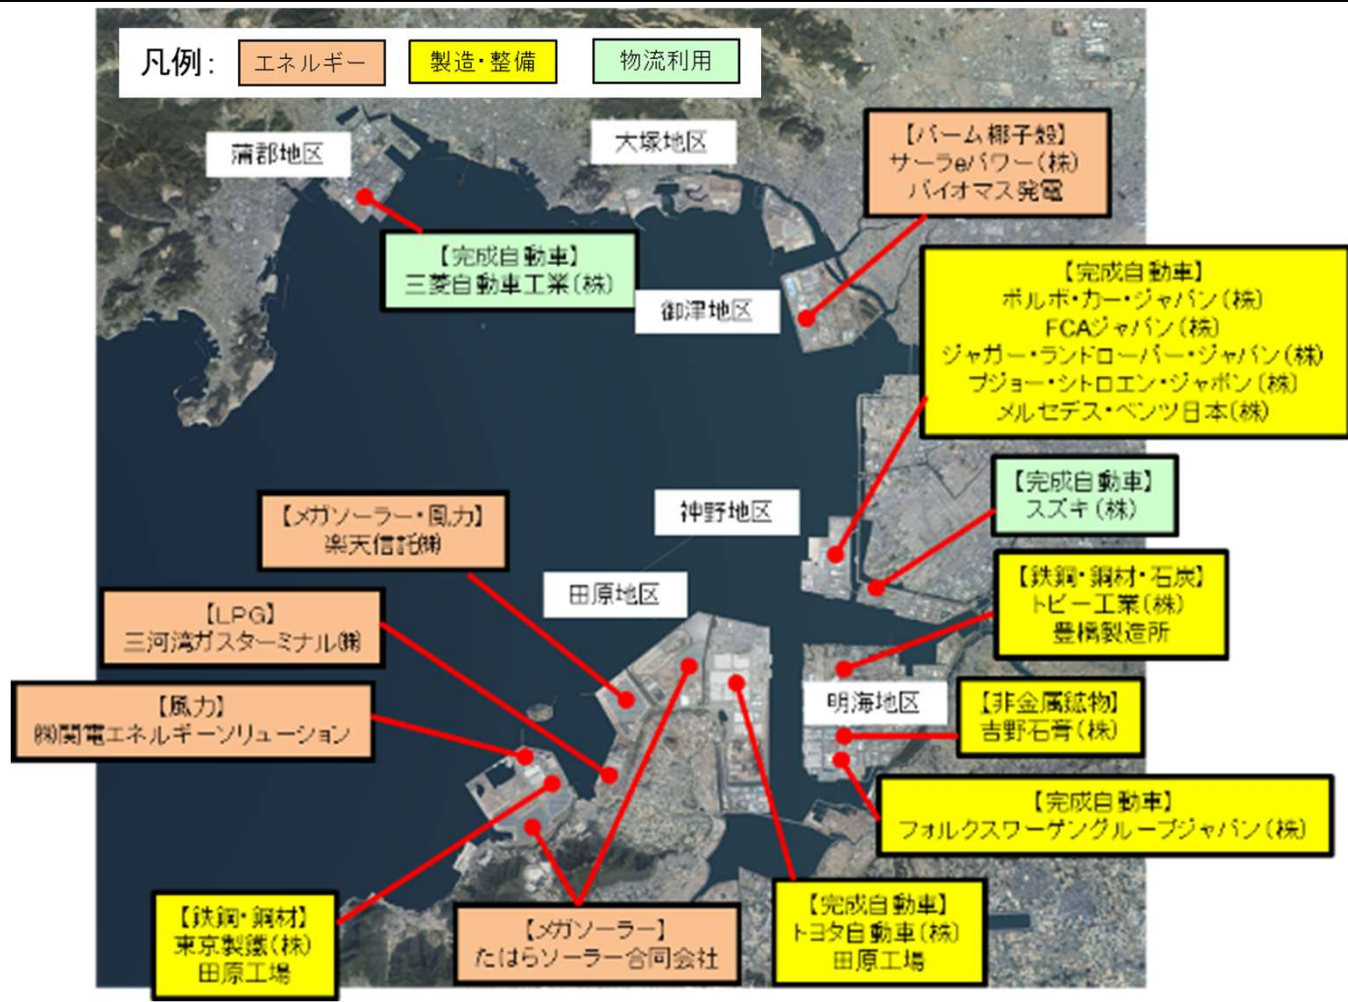 凡例：
エネルギー
製造・整備
物流利用
蒲郡地区
大塚地区
【パーム椰子殻】
サーラeパワー（株）
バイオマス発電
【完成自動車】
三菱自動車工業（株）
御津地区
【完成自動車】
ボルボ・カー・ジャパン（株）
FCAジャパン（株）
ジャガー・ランドローバー・ジャパン（株）
プジョー・シトロエン・ジャポン（株）
メルセデス・ベンツ日本（株）
【完成自動車】
スズキ（株）
神野地区
【メガソーラー・風力】
楽天信託㈱
【鉄鋼・鋼材・石炭】
トピー工業（株）
豊橋製造所
田原地区
【LPG】
三河湾ガスターミナル㈱
【風力】
㈱関電エネルギーソリューション
明海地区
【非金属鉱物】
吉野石膏（株）
【完成自動車】
フォルクスワーゲングループジャパン（株）
【鉄鋼・鋼材】
東京製鐵（株）
田原工場
【メガソーラー】
たはらソーラー合同会社
【完成自動車】
トヨタ自動車（株）
田原工場